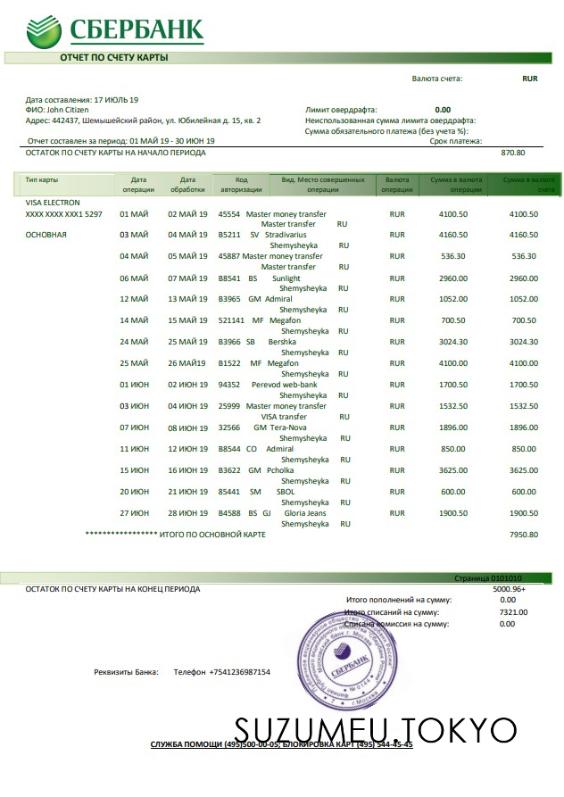 СБЕРБАНК
ОТЧЕТ ПО СЧЕТУ КАРТЫ
Валюта счета: RUR
Дата составления: 17 ИЮЛЬ 19
ФИО: John Citizen Лимит овердрафта: 0.00
Адрес: 442437, Шемышейский район, ул. Юбилейная д. 15, кв. 2 Неиспользованная сумма лимита овердрафта:
Сумма обязательного платежа (без учета %):
Отчет составлен за период: 01 МАЙ 19 - 30 ИЮН 19 Срок платежа:
ОСТАТОК ПО СЧЕТУ КАРТЫ НА НАЧАЛО ПЕРИОДА 870.80
Тип карты Дата Дата Код Вид. Место совершенных Валюта Сумма в валюте Сумма в валюте
операции обработки авторизации операции операции операции счета
VISA ELECTRON
XXXX XXXX XXX1 5297 01 МАЙ 02 МАЙ 19 45554 Master money transfer RUR 4100.50 4100.50
Master transfer RU
ОСНОВНАЯ 03 МАЙ 04 МАЙ 19 B5211 SV Stradivarius RUR 4160.50 4160.50
Shemysheyka RU
04 МАЙ 05 МАЙ 19 45887 Master money transfer RUR 536.30 536.30
Master transfer RU
06 МАЙ 07 МАЙ 19 B8541 BS Sunlight RUR 2960.00 2960.00
Shemysheyka RU
12 МАЙ 13 МАЙ 19 B3965 GM Admiral RUR 1052.00 1052.00
Shemysheyka RU
14 МАЙ 15 МАЙ 19 521141 MF Megafon RUR 700.50 700.50
Shemysheyka RU
24 МАЙ 25 МАЙ 19 B3966 SB Bershka RUR 3024.30 3024.30
Shemysheyka RU
25 МАЙ 26 МАЙ19 B1522 MF Megafon RUR 4100.00 4100.00
Shemysheyka RU
01 ИЮН 02 ИЮН 19 94352 Perevod web-bank RUR 1700.50 1700.50
Shemysheyka RU
03 ИЮН 04 ИЮН 19 25999 Master money transfer RUR 1532.50 1532.50
VISA transfer RU
07 ИЮН 08 ИЮН 19 32566 GM Tera-Nova RUR 1896.00 1896.00
Shemysheyka RU
11 ИЮН 12 ИЮН 19 B8544 CO Admiral RUR 850.00 850.00
Shemysheyka RU
15 ИЮН 16 ИЮН 19 B3622 GM Pcholka RUR 3625.00 3625.00
Shemysheyka RU
20 ИЮН 21 ИЮН 19 85441 SM SBOL RUR 600.00 600.00
Shemysheyka RU
27 ИЮН 28 ИЮН 19 B4588 BS GJ Gloria Jeans RUR 1900.50 1900.50
Shemysheyka RU
***************** ИТОГО ПО ОСНОВНОЙ КАРТЕ 7950.80
Страница 0101010
ОСТАТОК ПО СЧЕТУ КАРТЫ НА КОНЕЦ ПЕРИОДА 5000.96+
Итого пополнений на сумму: 0.00
Итого списаний на сумму: 7321.00
Списана комиссия на сумму: 0.00
СБЕРБАНК
Реквизиты Банка: Телефон +7541236987154
SUZUMEU.TOKYO
СЛУЖБА ПОМОЩИ (495)500-00-05; БЛОКИРОВКА КАРТ (495) 544-45-45